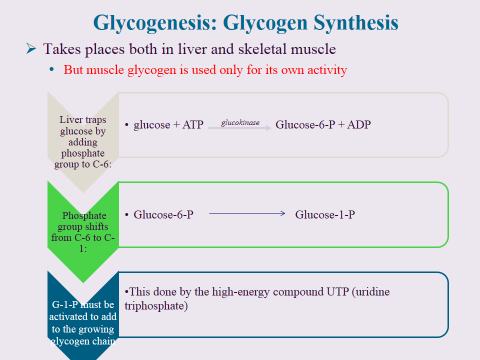 Glycogenesis: Glycogen Synthesis
➢ Takes places both in liver and skeletal muscle
• But muscle glycogen is used only for its own activity
Liver traps
glucose by
adding
phosphate
group to C-6:
• glucose + ATP glucokinase Glucose-6-P + ADP
Phosphate
group shifts
from C-6 to C-
1:
• Glucose-6-P Glucose-1-P
G-1-P must be
activated to add
to the growing
glycogen chain
•This done by the high-energy compound UTP (uridine
triphosphate)